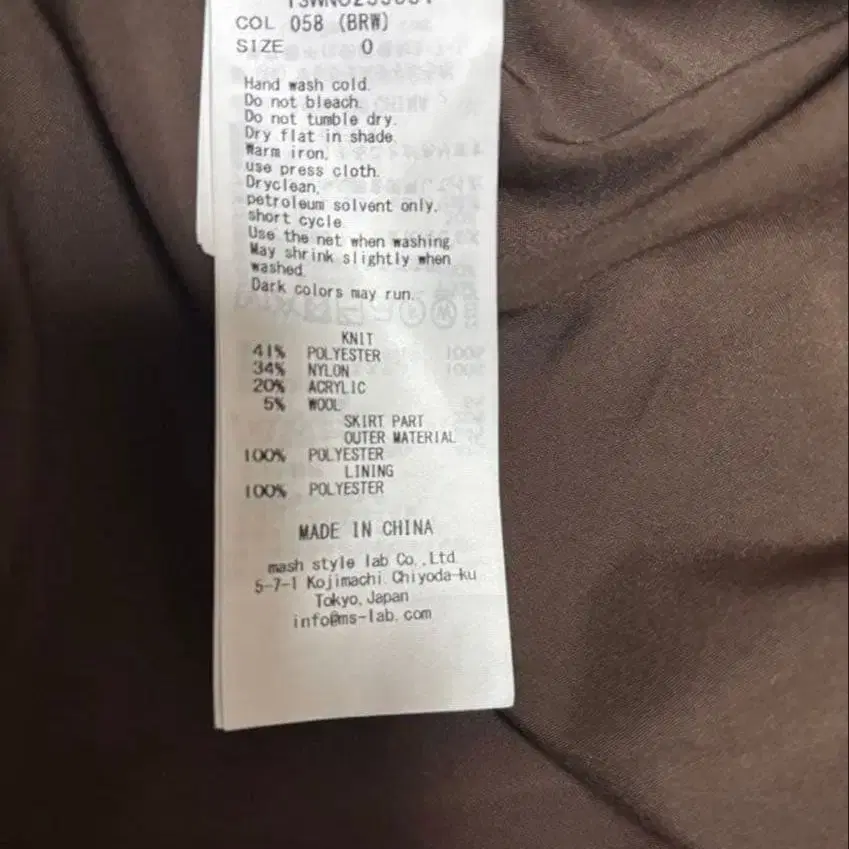 COL 058 (BRW)
SIZE 0
Hand wash cold.
Do not bleach.
Do not tumble dry.
Dry flat in shade.
Warm iron,
use press cloth.
Dryclean,
petroleum solvent only,
short cycle.
Use the net when washing
May shrink slightly when
washed.
Dark colors may run.
KNIT
41% POLYESTER
34% NYLON
20% ACRYLIC
5% WOOL
SKIRT PART
OUTER MATERIAL
100% POLYESTER
LINING
100% POLYESTER
MADE IN CHINA
mash style lab Co.,Ltd
5-7-1 Kojimachi Chiyoda-ku
Tokyo, Japan
info@ms-lab.com